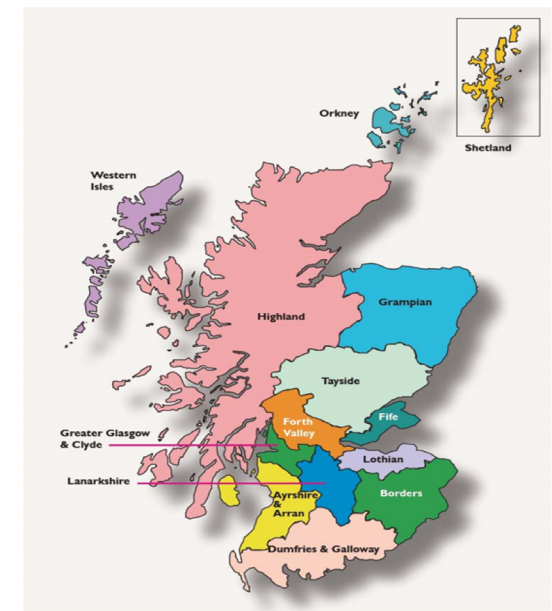 Orkney
Shetland
Western
Isles
Grampian
Highland
Tayside
Forth
Valley
Fife
Greater Glasgow
& Clyde
Lothian
Lanarkshire
Ayrshire
&
Arran
Borders
Dumfries & Galloway